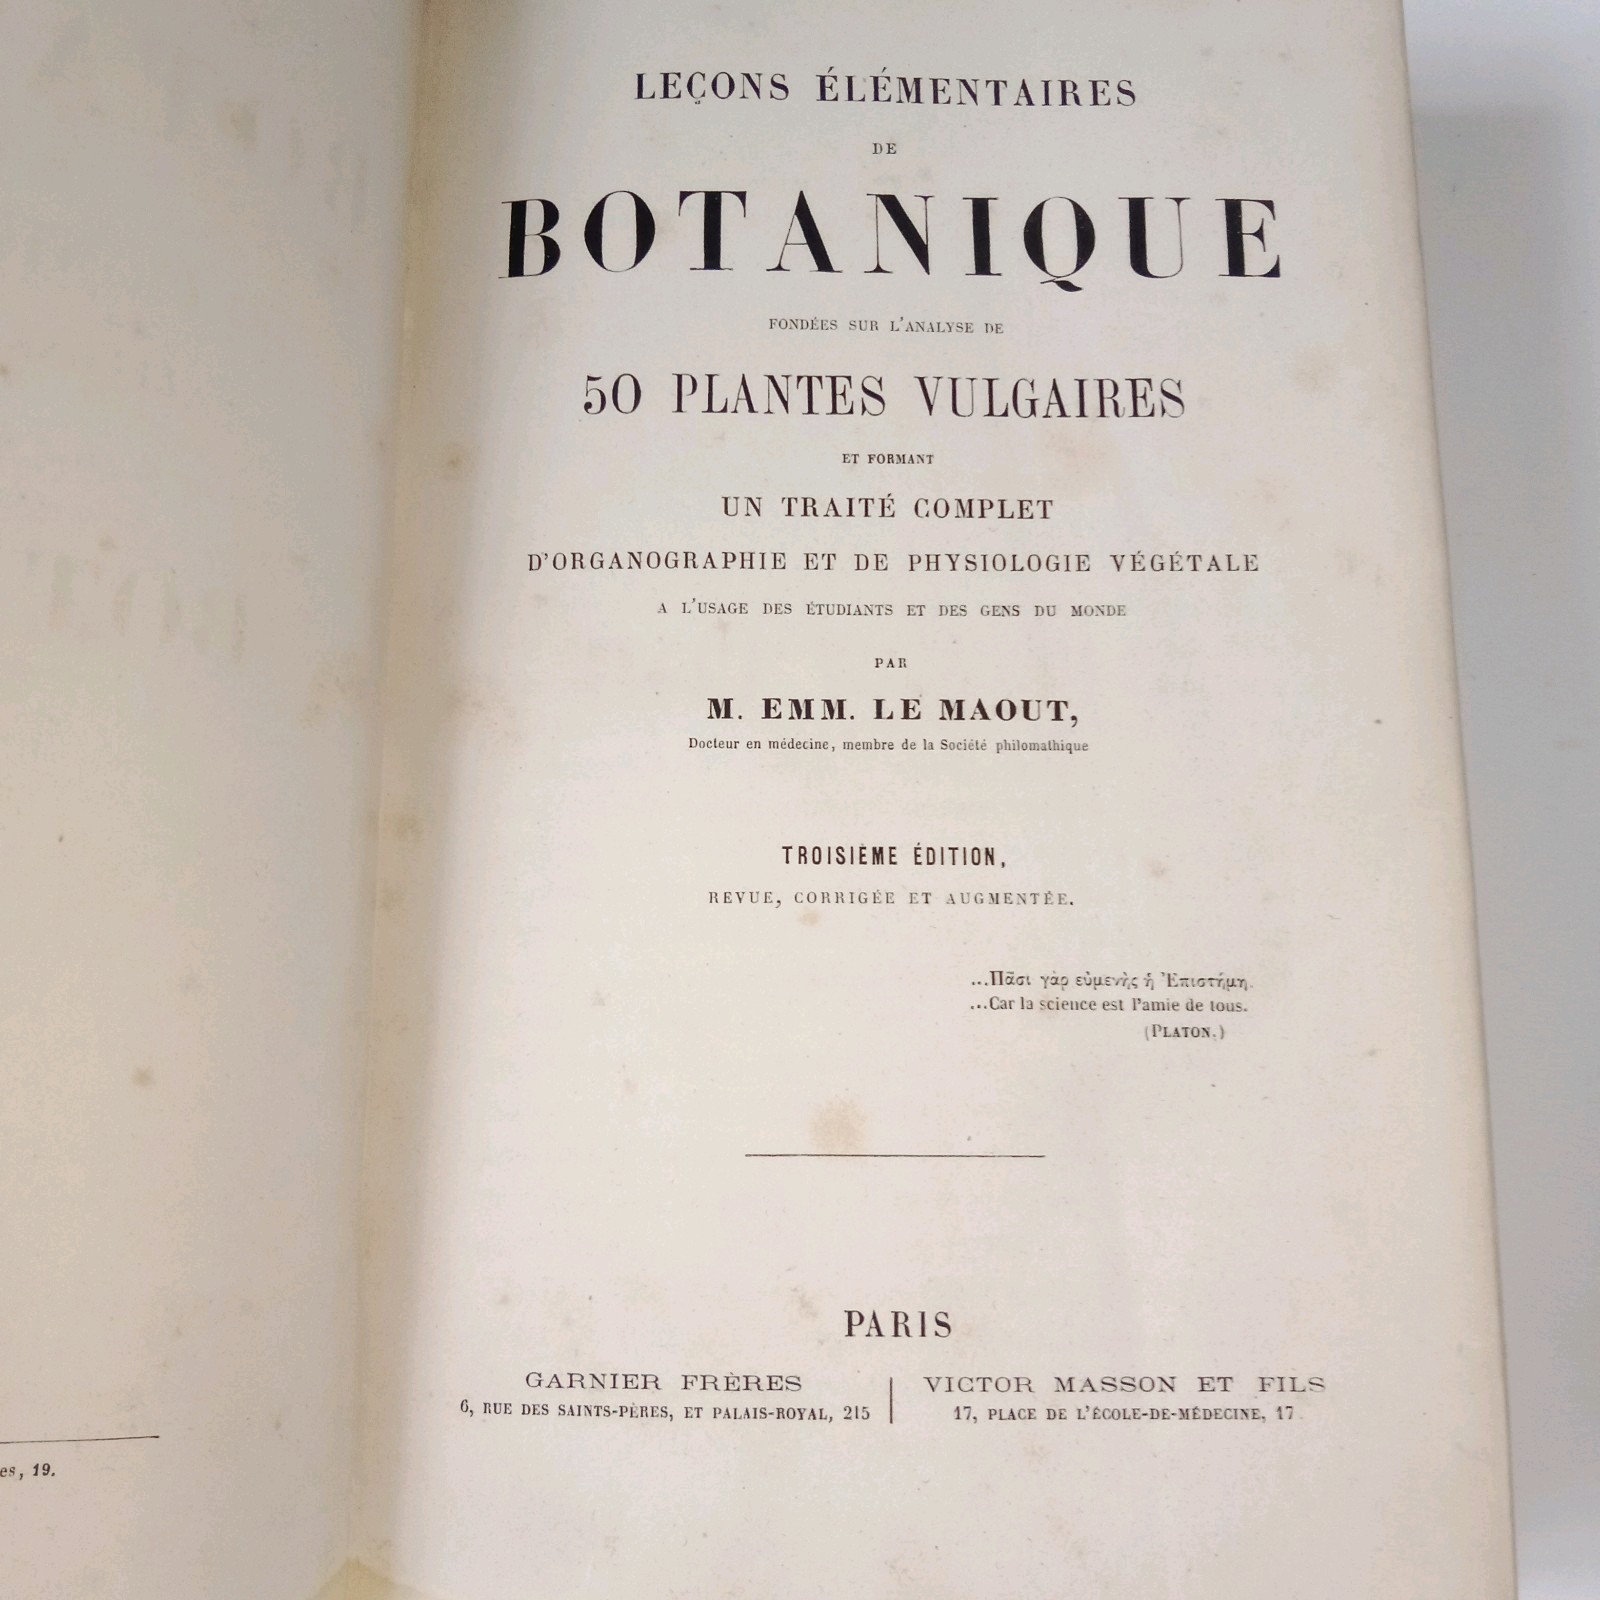 LEÇONS ÉLÉMENTAIRES
DE
BOTANIQUE
FONDÉES SUR L'ANALYSE DE
50 PLANTES VULGAIRES
ET FORMANT
UN TRAITÉ COMPLET
D'ORGANOGRAPHIE ET DE PHYSIOLOGIE VÉGÉTALE
A L'USAGE DES ÉTUDIANTS ET DES GENS DU MONDE
PAR
M. EMM. LE MAOUT,
Docteur en médecine, membre de la Société philomathique
TROISIÈME ÉDITION,
REVUE, CORRIGÉE ET AUGMENTÉE.
...Πᾶσι γὰρ εὐμενὴς ἡ Ἐπιστήμη.
...Car la science est l'amie de tous.
(PLATON.)
PARIS
GARNIER FRÈRES
6, RUE DES SAINTS-PÈRES, ET PALAIS-ROYAL, 215
VICTOR MASSON ET FILS
17, PLACE DE L'ÉCOLE-DE-MÉDECINE, 17
es, 19.